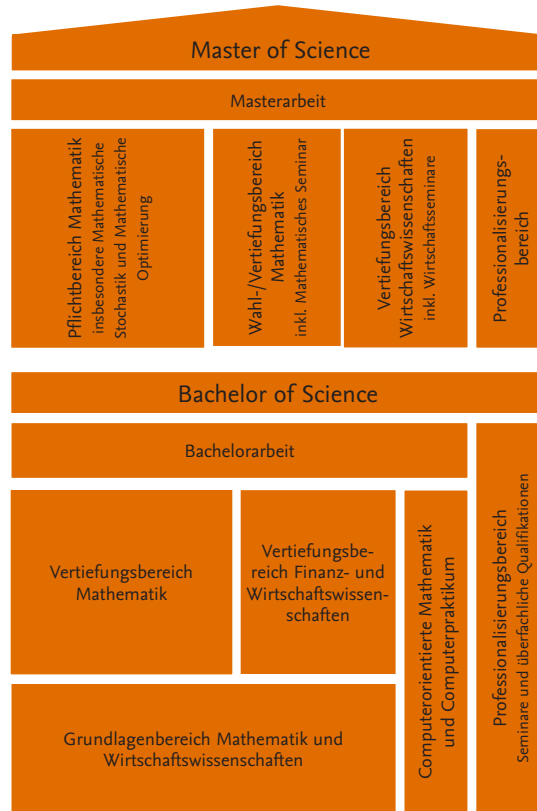 Master of Science
Masterarbeit
Pflichtbereich Mathematik
insbesondere Mathematische
Stochastik und Mathematische
Optimierung
Wahl-/Vertiefungsbereich
Mathematik
inkl. Mathematisches Seminar
Vertiefungsbereich
Wirtschaftswissenschaften
inkl. Wirtschaftsseminare
Professionalisierungs-
bereich
Bachelor of Science
Bachelorarbeit
Vertiefungsbereich
Mathematik
Vertiefungsbe-
reich Finanz- und
Wirtschaftswissen-
schaften
Computerorientierte Mathematik
und Computerpraktikum
Professionalisierungsbereich
Seminare und überfachliche Qualifikationen
Grundlagenbereich Mathematik und
Wirtschaftswissenschaften